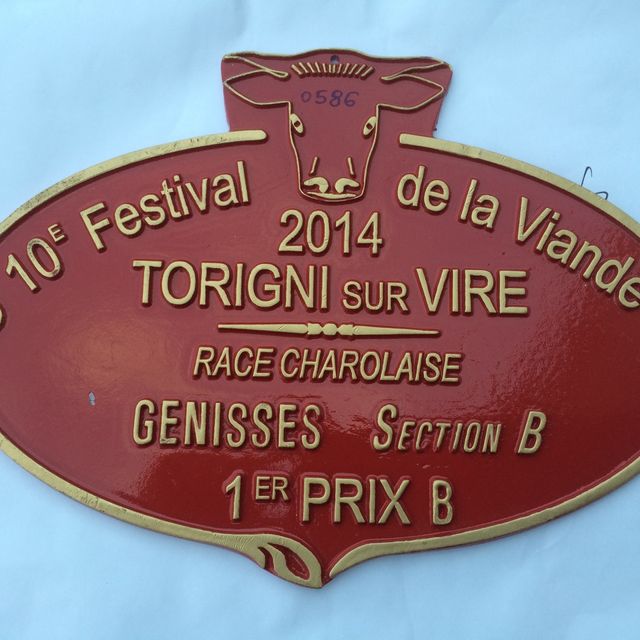 0586
10E Festival de la Viande
2014
TORIGNI SUR VIRE
RACE CHAROLAISE
GENISSES SECTION B
1ER PRIX B